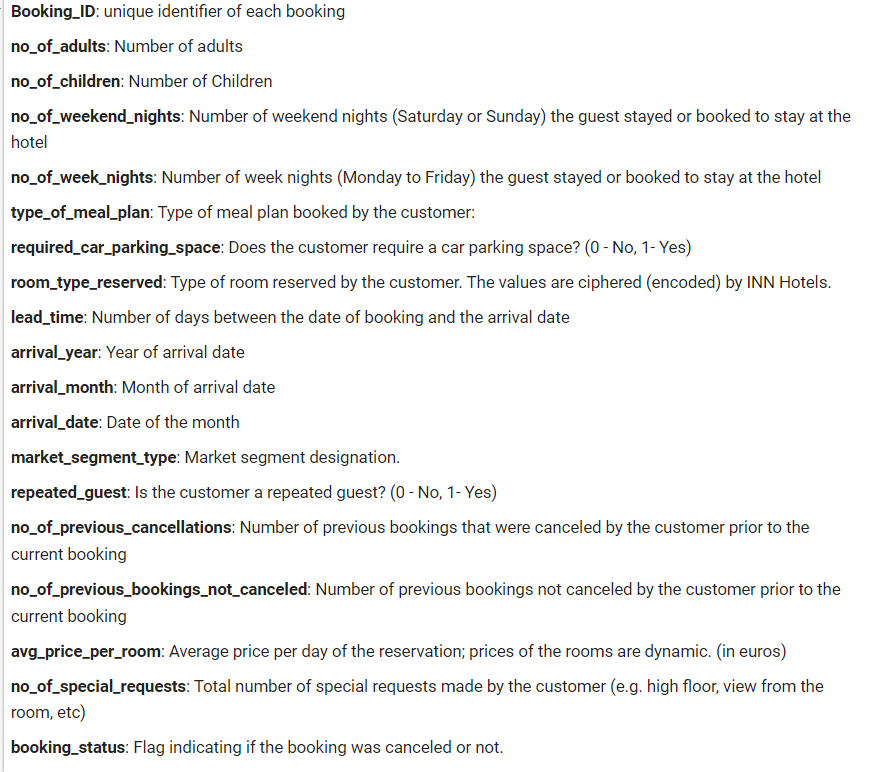 Booking_ID: unique identifier of each booking
no_of_adults: Number of adults
no_of_children: Number of Children
no_of_weekend_nights: Number of weekend nights (Saturday or Sunday) the guest stayed or booked to stay at the
hotel
no_of_week_nights: Number of week nights (Monday to Friday) the guest stayed or booked to stay at the hotel
type_of_meal_plan: Type of meal plan booked by the customer:
required_car_parking_space: Does the customer require a car parking space? (0 - No, 1- Yes)
room_type_reserved: Type of room reserved by the customer. The values are ciphered (encoded) by INN Hotels.
lead_time: Number of days between the date of booking and the arrival date
arrival_year: Year of arrival date
arrival_month: Month of arrival date
arrival_date: Date of the month
market_segment_type: Market segment designation.
repeated_guest: Is the customer a repeated guest? (0 - No, 1- Yes)
no_of_previous_cancellations: Number of previous bookings that were canceled by the customer prior to the
current booking
no_of_previous_bookings_not_canceled: Number of previous bookings not canceled by the customer prior to the
current booking
avg_price_per_room: Average price per day of the reservation; prices of the rooms are dynamic. (in euros)
no_of_special_requests: Total number of special requests made by the customer (e.g. high floor, view from the
room, etc)
booking_status: Flag indicating if the booking was canceled or not.